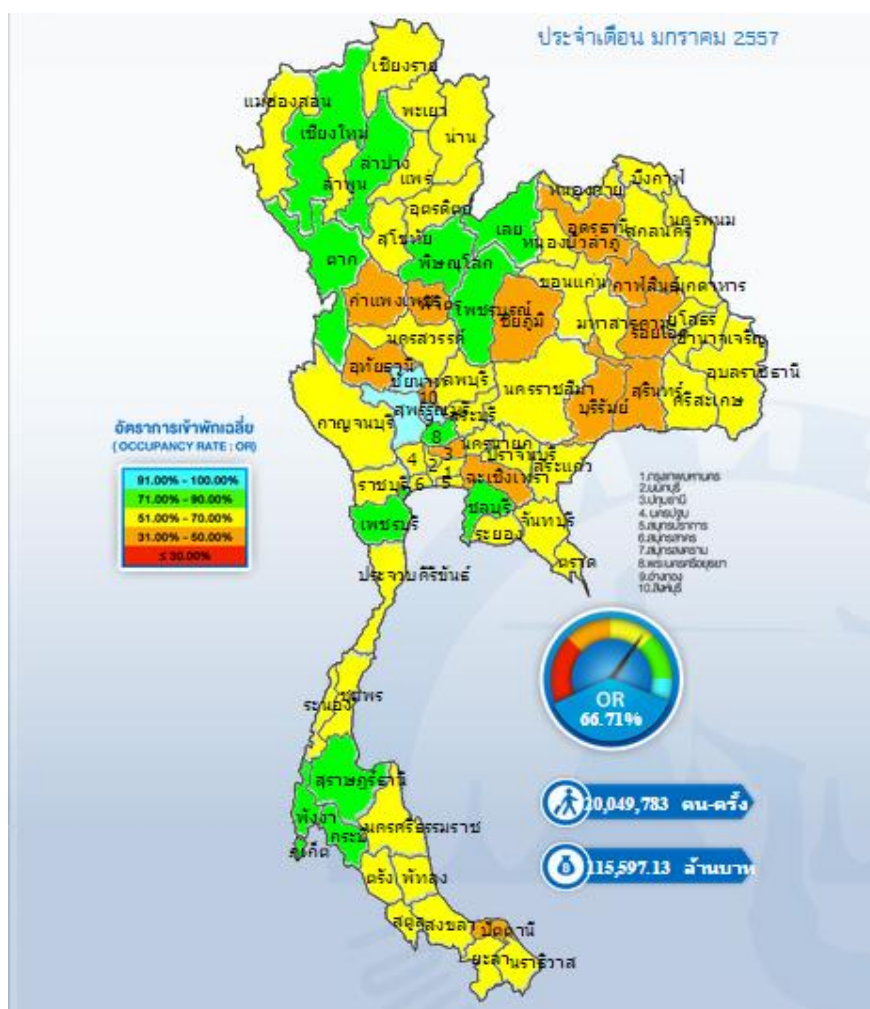 ประจำเดือน มกราคม 2557
เชียงราย
แม่ฮ่องสอน
พะเยา
เชียงใหม่
น่าน
ลำปาง
ลำพูน
แพร่
บึงกาฬ
หนองคาย
อุตรดิตถ์
เลย
อุดรธานี
นครพนม
สกลนคร
สุโขทัย
หนองบัวลำภู
ตาก
พิษณุโลก
ขอนแก่น
กาฬสินธุ์
มุกดาหาร
กำแพงเพชร
พิจิตร
เพชรบูรณ์
ชัยภูมิ
มหาสารคาม
ยโสธร
ร้อยเอ็ด
อำนาจเจริญ
นครสวรรค์
อุทัยธานี
ชัยนาท
ลพบุรี
นครราชสีมา
อุบลราชธานี
สุรินทร์
ศรีสะเกษ
บุรีรัมย์
10
สุพรรณบุรี
สระบุรี
กาญจนบุรี
9
8
นครนายก
3
ปราจีนบุรี
4
2
สระแก้ว
ราชบุรี
6
1
5
ฉะเชิงเทรา
เพชรบุรี
ชลบุรี
ระยอง
จันทบุรี
ตราด
ประจวบคีรีขันธ์
อัตราการเข้าพักเฉลี่ย
(OCCUPANCY RATE : OR)
91.00% - 100.00%
71.00% - 90.00%
51.00% - 70.00%
31.00% - 50.00%
≤ 30.00%
1.กรุงเทพมหานคร
2.นนทบุรี
3.ปทุมธานี
4. นครปฐม
5.สมุทรปราการ
6.สมุทรสาคร
7.สมุทรสงคราม
8.พระนครศรีอยุธยา
9.อ่างทอง
10.สิงห์บุรี
OR
66.71%
ชุมพร
ระนอง
สุราษฎร์ธานี
พังงา
กระบี่
ภูเก็ต
นครศรีธรรมราช
ตรัง
พัทลุง
สตูล
สงขลา
ปัตตานี
ยะลา
นราธิวาส
20,049,783 คน-ครั้ง
115,597.13 ล้านบาท